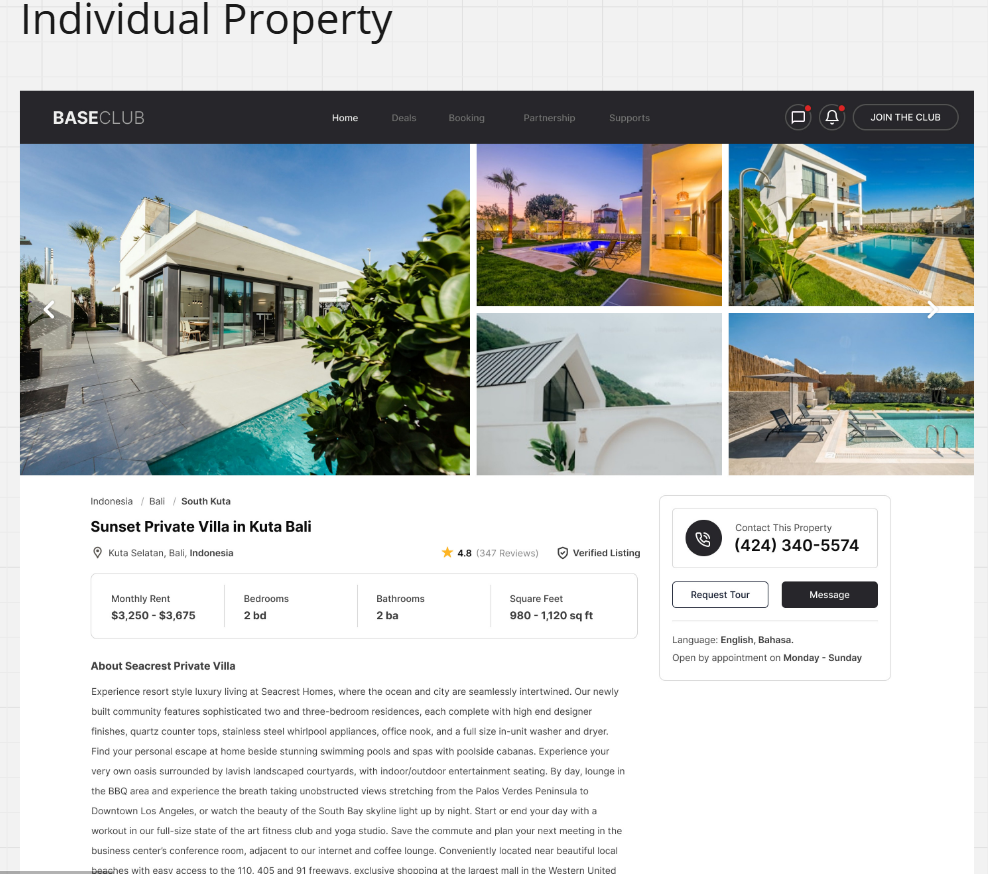 Individual Property
BASECLUB
Home Deals Booking Partnership Supports
JOIN THE CLUB
Indonesia / Bali / South Kuta
Sunset Private Villa in Kuta Bali
Kuta Selatan, Bali, Indonesia
4.8 (347 Reviews) Verified Listing
Monthly Rent Bedrooms Bathrooms Square Feet
$3,250 - $3,675 2 bd 2 ba 980 - 1,120 sq ft
Contact This Property
(424) 340-5574
Request Tour Message
Language: English, Bahasa.
Open by appointment on Monday - Sunday
About Seacrest Private Villa
Experience resort style luxury living at Seacrest Homes, where the ocean and city are seamlessly intertwined. Our newly
built community features sophisticated two and three-bedroom residences, each complete with high end designer
finishes, quartz counter tops, stainless steel whirlpool appliances, office nook, and a full size in-unit washer and dryer.
Find your personal escape at home beside stunning swimming pools and spas with poolside cabanas. Experience your
very own oasis surrounded by lavish landscaped courtyards, with indoor/outdoor entertainment seating. By day, lounge in
the BBQ area and experience the breath taking unobstructed views stretching from the Palos Verdes Peninsula to
Downtown Los Angeles, or watch the beauty of the South Bay skyline light up by night. Start or end your day with a
workout in our full-size state of the art fitness club and yoga studio. Save the commute and plan your next meeting in the
business center's conference room, adjacent to our internet and coffee lounge. Conveniently located near beautiful local
beaches with easy access to the 110, 405 and 91 freeways, exclusive shopping at the largest mall in the Western United